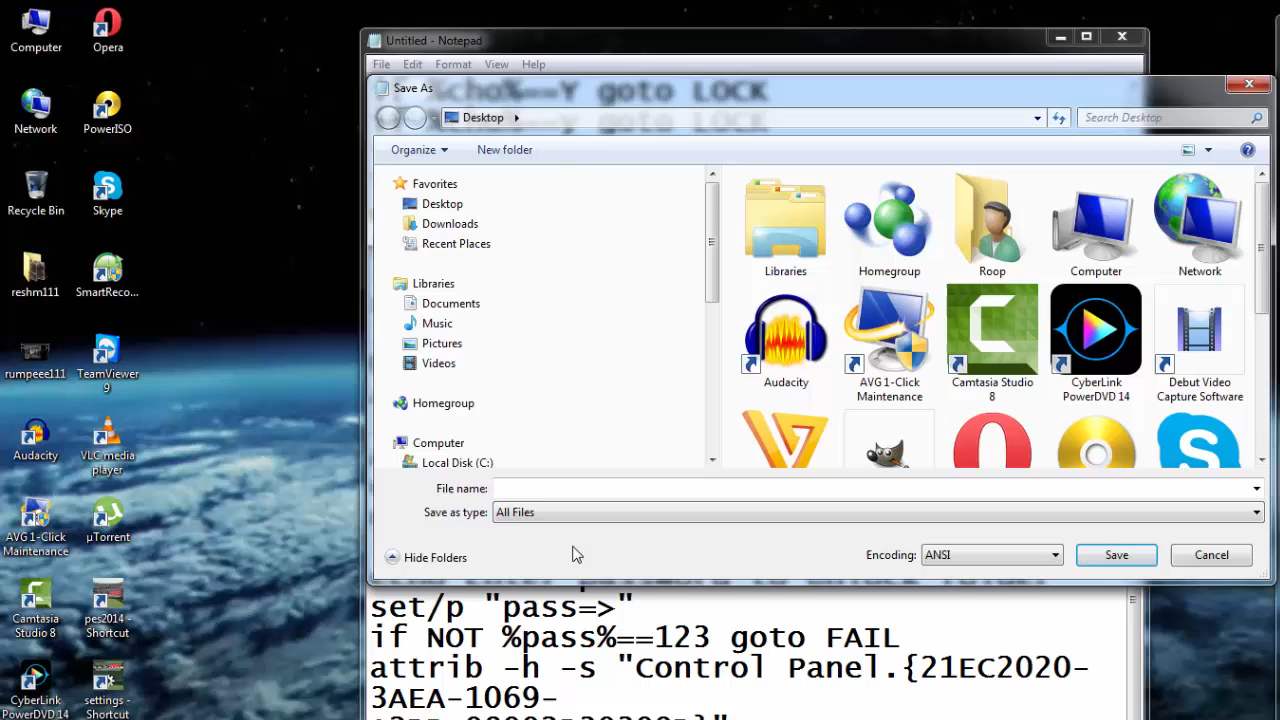 Computer
Opera
Network
PowerISO
Recycle Bin
Skype
reshm111
SmartReco...
rumpeee111
TeamViewer 9
Audacity
VLC media player
AVG 1-Click Maintenance
µTorrent
Camtasia Studio 8
pes2014 - Shortcut
CyberLink PowerDVD 14
settings - Shortcut
Untitled - Notepad
File Edit Format View Help
Save As
%cho%==Y goto LOCK
goto LOCK
Desktop
Search Desktop
Organize
New folder
Favorites
Desktop
Downloads
Recent Places
Libraries
Documents
Music
Pictures
Videos
Homegroup
Computer
Local Disk (C:)
Libraries
Homegroup
Roop
Computer
Network
Audacity
AVG 1-Click Maintenance
Camtasia Studio 8
CyberLink PowerDVD 14
Debut Video Capture Software
File name:
Save as type: All Files
Hide Folders
Encoding: ANSI
Save
Cancel
set/p "pass=>"
if NOT %pass%==123 goto FAIL
attrib -h -s "Control Panel.{21EC2020-
3AEA-1069-